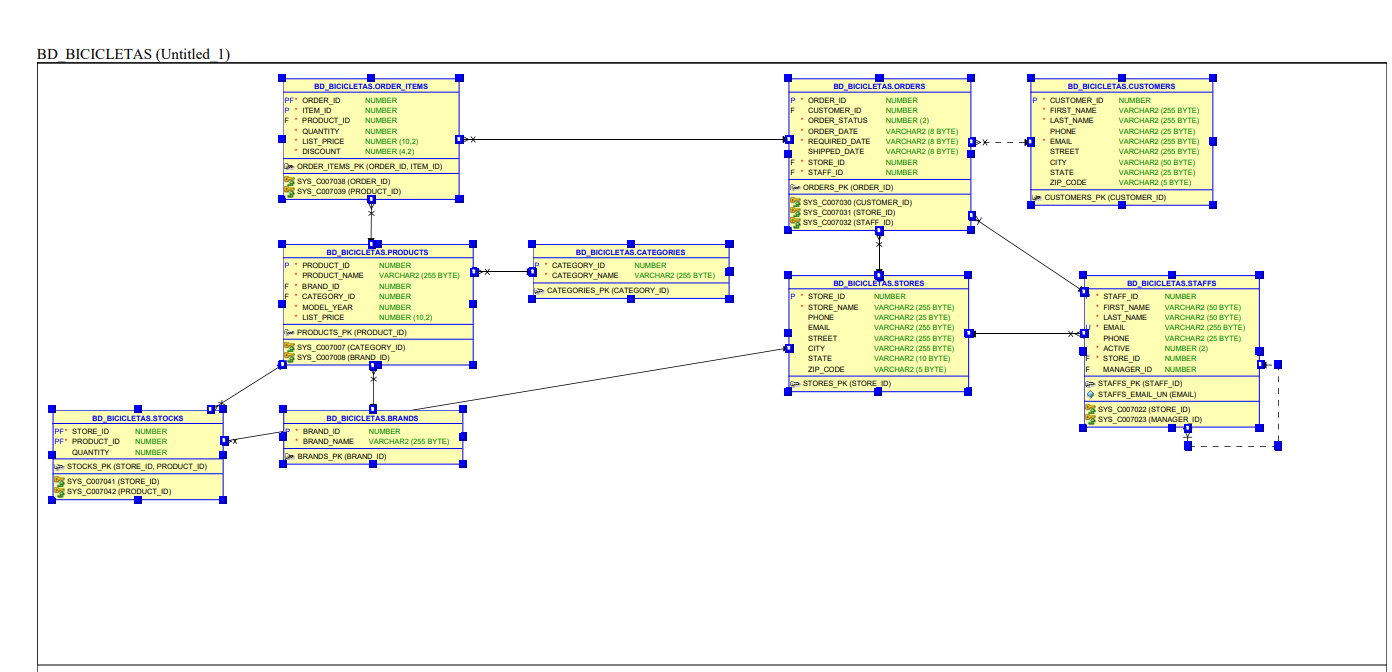 BD_BICICLETAS (Untitled_1)
BD_BICICLETAS.ORDER_ITEMS
PF* ORDER_ID NUMBER
P * ITEM_ID NUMBER
F * PRODUCT_ID NUMBER
* QUANTITY NUMBER
* LIST_PRICE NUMBER (10,2)
* DISCOUNT NUMBER (4,2)
ORDER_ITEMS_PK (ORDER_ID, ITEM_ID)
SYS_C007038 (ORDER_ID)
SYS_C007039 (PRODUCT_ID)
BD_BICICLETAS.ORDERS
P * ORDER_ID NUMBER
F CUSTOMER_ID NUMBER
* ORDER_STATUS NUMBER (2)
* ORDER_DATE VARCHAR2 (8 BYTE)
* REQUIRED_DATE VARCHAR2 (8 BYTE)
SHIPPED_DATE VARCHAR2 (8 BYTE)
F * STORE_ID NUMBER
F * STAFF_ID NUMBER
ORDERS_PK (ORDER_ID)
SYS_C007030 (CUSTOMER_ID)
SYS_C007031 (STORE_ID)
SYS_C007032 (STAFF_ID)
BD_BICICLETAS.CUSTOMERS
P * CUSTOMER_ID NUMBER
* FIRST_NAME VARCHAR2 (255 BYTE)
* LAST_NAME VARCHAR2 (255 BYTE)
PHONE VARCHAR2 (25 BYTE)
* EMAIL VARCHAR2 (255 BYTE)
STREET VARCHAR2 (255 BYTE)
CITY VARCHAR2 (50 BYTE)
STATE VARCHAR2 (25 BYTE)
ZIP_CODE VARCHAR2 (5 BYTE)
CUSTOMERS_PK (CUSTOMER_ID)
BD_BICICLETAS.PRODUCTS
P * PRODUCT_ID NUMBER
* PRODUCT_NAME VARCHAR2 (255 BYTE)
F * BRAND_ID NUMBER
F * CATEGORY_ID NUMBER
* MODEL_YEAR NUMBER
* LIST_PRICE NUMBER (10,2)
PRODUCTS_PK (PRODUCT_ID)
SYS_C007007 (CATEGORY_ID)
SYS_C007008 (BRAND_ID)
BD_BICICLETAS.CATEGORIES
P * CATEGORY_ID NUMBER
* CATEGORY_NAME VARCHAR2 (255 BYTE)
CATEGORIES_PK (CATEGORY_ID)
BD_BICICLETAS.STORES
P * STORE_ID NUMBER
* STORE_NAME VARCHAR2 (255 BYTE)
PHONE VARCHAR2 (25 BYTE)
EMAIL VARCHAR2 (255 BYTE)
STREET VARCHAR2 (255 BYTE)
CITY VARCHAR2 (255 BYTE)
STATE VARCHAR2 (10 BYTE)
ZIP_CODE VARCHAR2 (5 BYTE)
STORES_PK (STORE_ID)
BD_BICICLETAS.STAFFS
* STAFF_ID NUMBER
* FIRST_NAME VARCHAR2 (50 BYTE)
* LAST_NAME VARCHAR2 (50 BYTE)
U * EMAIL VARCHAR2 (255 BYTE)
PHONE VARCHAR2 (25 BYTE)
* ACTIVE NUMBER (2)
F * STORE_ID NUMBER
F MANAGER_ID NUMBER
STAFFS_PK (STAFF_ID)
STAFFS_EMAIL_UN (EMAIL)
SYS_C007022 (STORE_ID)
SYS_C007023 (MANAGER_ID)
BD_BICICLETAS.STOCKS
PF* STORE_ID NUMBER
PF* PRODUCT_ID NUMBER
QUANTITY NUMBER
STOCKS_PK (STORE_ID, PRODUCT_ID)
SYS_C007041 (STORE_ID)
SYS_C007042 (PRODUCT_ID)
BD_BICICLETAS.BRANDS
P * BRAND_ID NUMBER
* BRAND_NAME VARCHAR2 (255 BYTE)
BRANDS_PK (BRAND_ID)